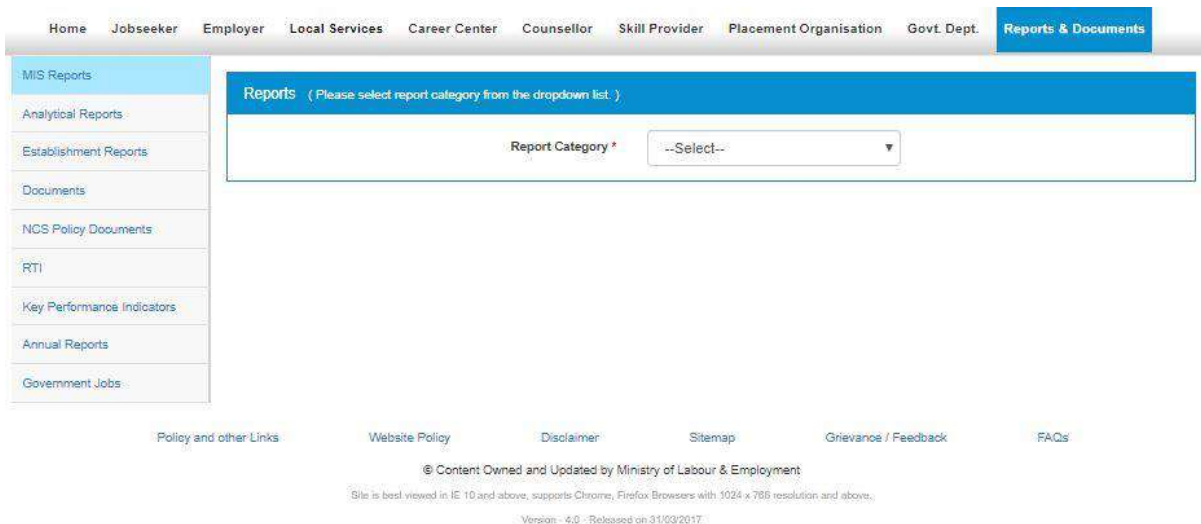 Home Jobseeker Employer Local Services Career Center Counsellor Skill Provider Placement Organisation Govt. Dept. Reports & Documents
MIS Reports
Analytical Reports
Establishment Reports
Documents
NCS Policy Documents
RTI
Key Performance Indicators
Annual Reports
Government Jobs
Reports ( Please select report category from the dropdown list. )
Report Category * --Select--
Policy and other Links Website Policy Disclaimer Sitemap Grievance / Feedback FAQs
© Content Owned and Updated by Ministry of Labour & Employment
Site is best viewed in IE 10 and above, supports Chrome, Firefox Browsers with 1024 x 768 resolution and above.
Version - 4.0 - Released on 31/03/2017